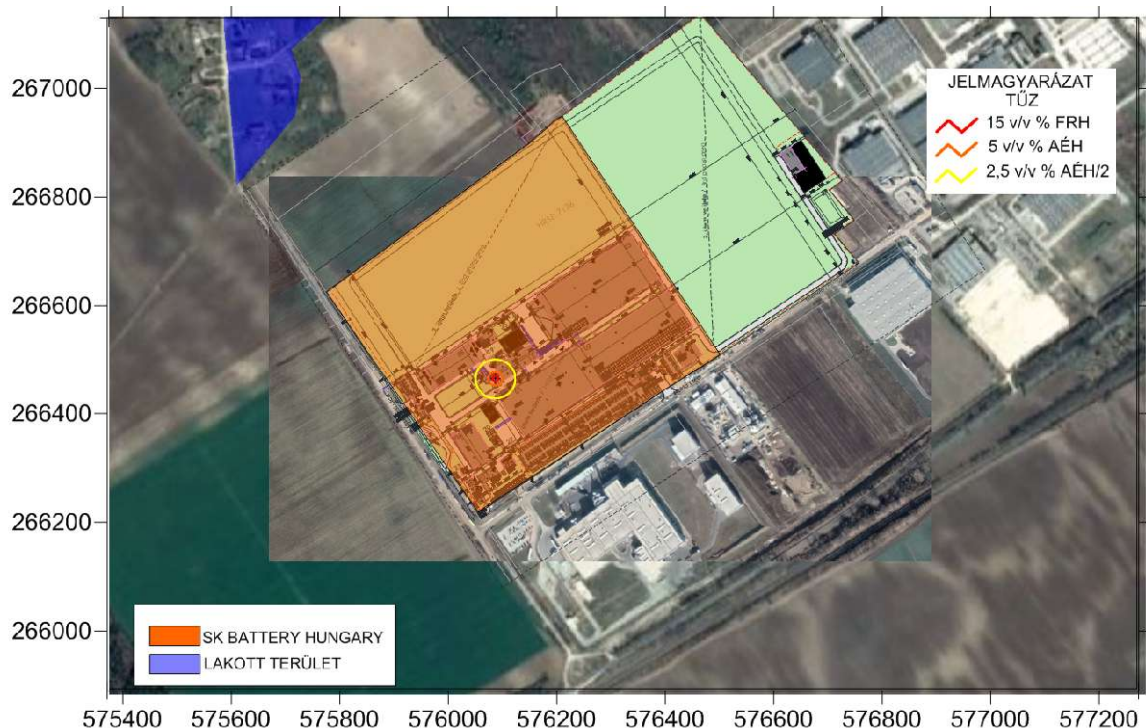 JELMAGYARÁZAT
TŰZ
15 v/v % FRH
5 v/v % AÉH
2,5 v/v % AÉH/2
267000
266800
266600
266400
266200
266000
SK BATTERY HUNGARY
LAKOTT TERÜLET
575400 575600 575800 576000 576200 576400 576600 576800 577000 577200